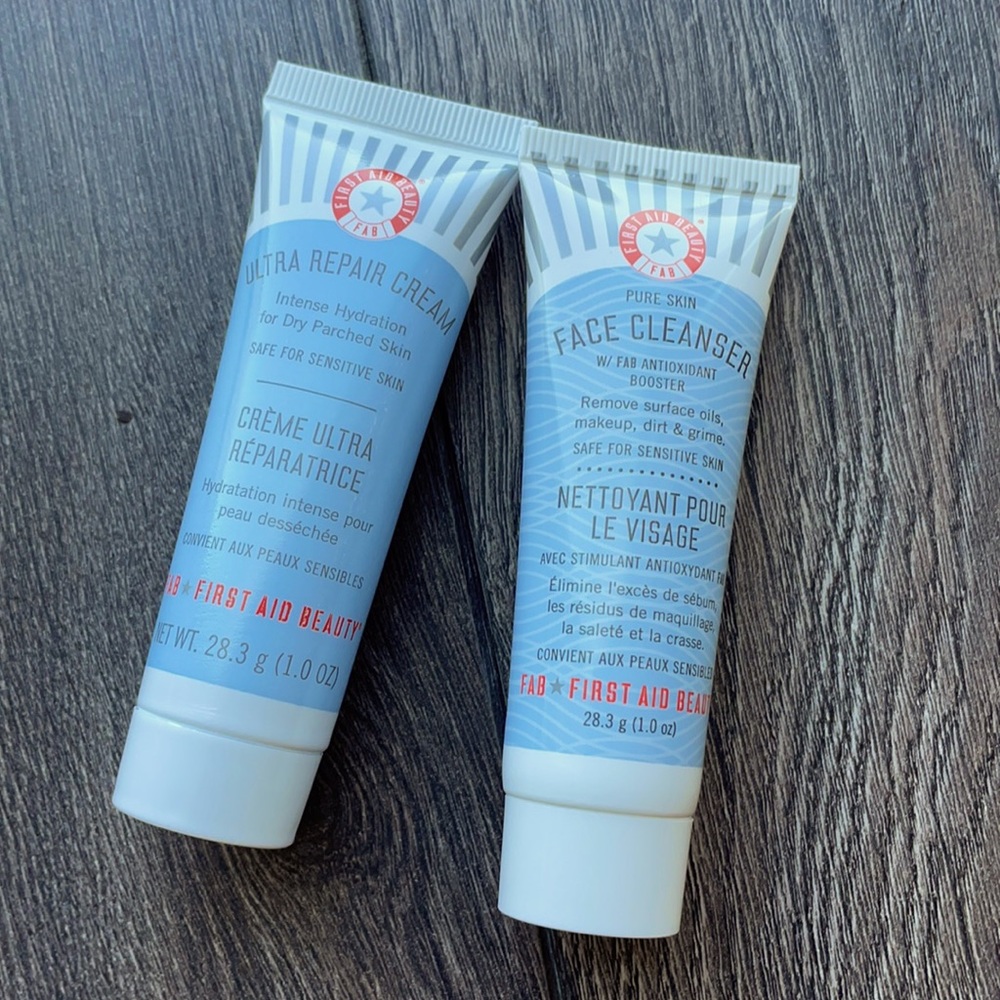 FIRST AID BEAUTY
FAB
ULTRA REPAIR CREAM
Intense Hydration
for Dry Parched Skin
SAFE FOR SENSITIVE SKIN
CRÈME ULTRA
RÉPARATRICE
Hydratation intense pour
peau desséchée
CONVIENT AUX PEAUX SENSIBLES
FAB ★ FIRST AID BEAUTY®
NET WT. 28.3 g (1.0 OZ)
FIRST AID BEAUTY
FAB
PURE SKIN
FACE CLEANSER
W/ FAB ANTIOXIDANT
BOOSTER
Remove surface oils,
makeup, dirt & grime.
SAFE FOR SENSITIVE SKIN
NETTOYANT POUR
LE VISAGE
AVEC STIMULANT ANTIOXYDANT
Élimine l'excès de sébum,
les résidus de maquillage,
la saleté et la crasse.
CONVIENT AUX PEAUX SENSIBLES
FAB ★ FIRST AID BEAUT
28.3 g (1.0 oz)